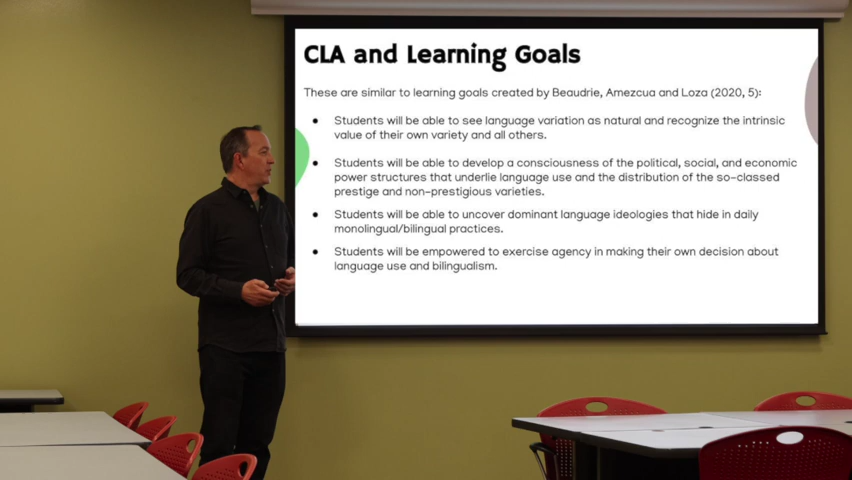 CLA and Learning Goals
These are similar to learning goals created by Beaudrie, Amezcua and Loza (2020, 5):
● Students will be able to see language variation as natural and recognize the intrinsic
value of their own variety and all others.
● Students will be able to develop a consciousness of the political, social, and economic
power structures that underlie language use and the distribution of the so-classed
prestige and non-prestigious varieties.
● Students will be able to uncover dominant language ideologies that hide in daily
monolingual/bilingual practices.
● Students will be empowered to exercise agency in making their own decision about
language use and bilingualism.